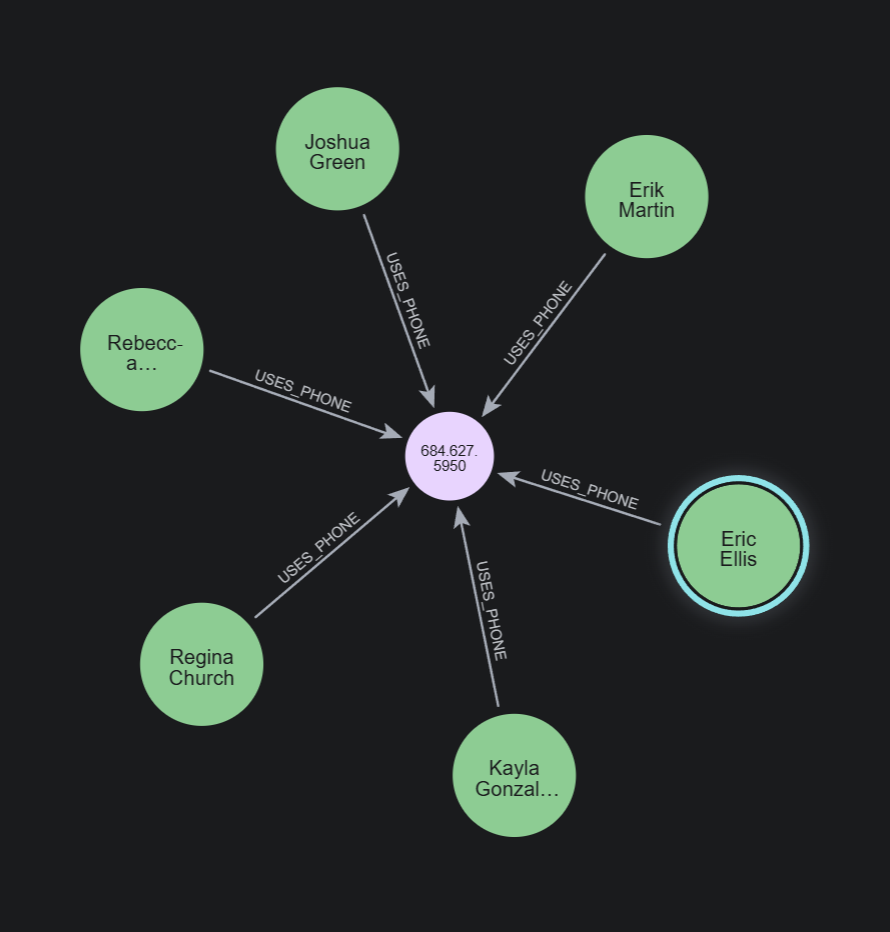 Joshua
Green
Erik
Martin
USES_PHONE
USES_PHONE
Rebecc-
a…
USES_PHONE
684.627.
5950
USES_PHONE
Eric
Ellis
USES_PHONE
USES_PHONE
Regina
Church
Kayla
Gonzal…